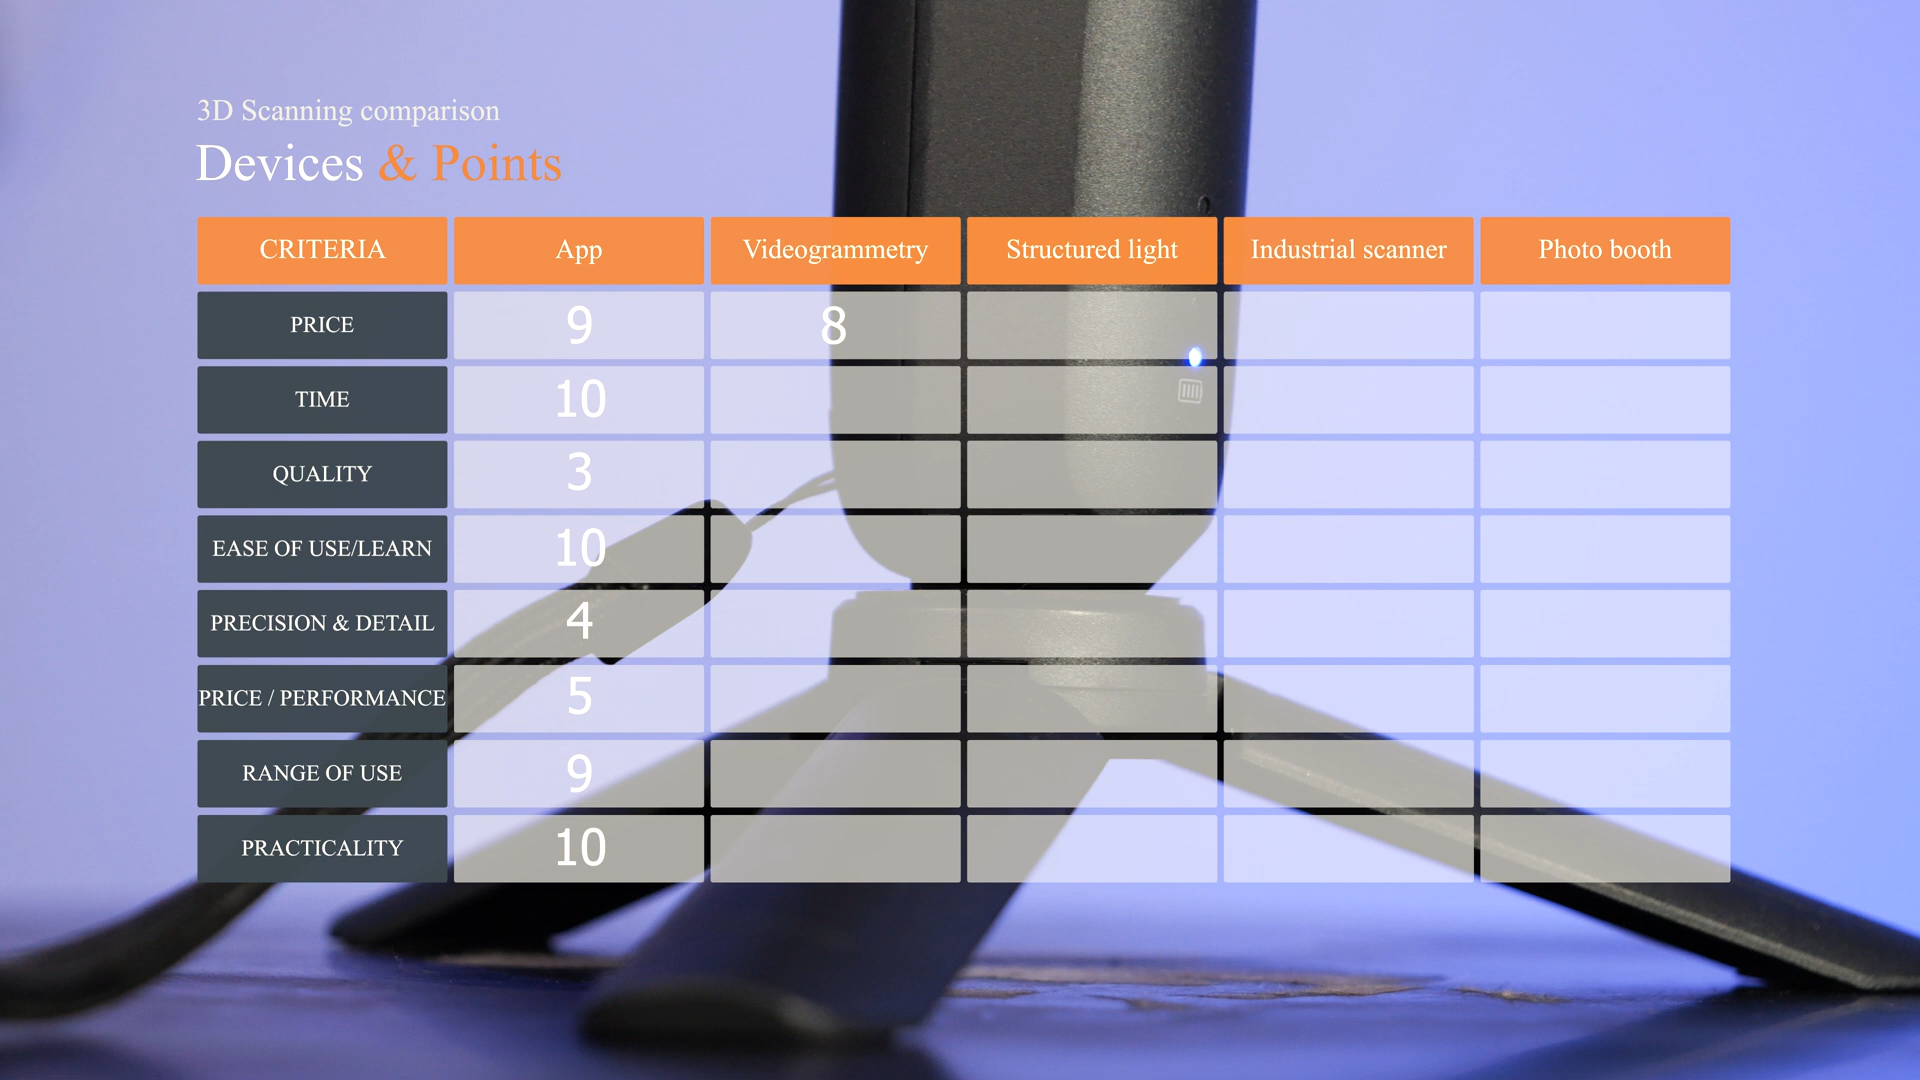 3D Scanning comparison
Devices & Points
CRITERIA App Videogrammetry Structured light Industrial scanner Photo booth
PRICE 9 8
TIME 10
QUALITY 3
EASE OF USE/LEARN 10
PRECISION & DETAIL 4
PRICE / PERFORMANCE 5
RANGE OF USE 9
PRACTICALITY 10